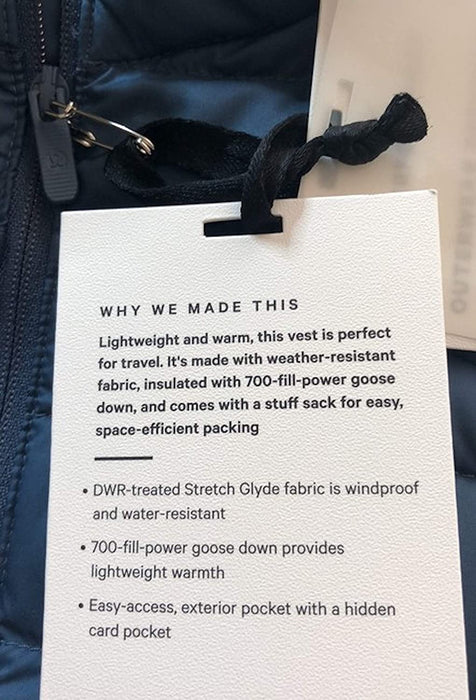 WHY WE MADE THIS
Lightweight and warm, this vest is perfect
for travel. It's made with weather-resistant
fabric, insulated with 700-fill-power goose
down, and comes with a stuff sack for easy,
space-efficient packing
• DWR-treated Stretch Glyde fabric is windproof
and water-resistant
• 700-fill-power goose down provides
lightweight warmth
• Easy-access, exterior pocket with a hidden
card pocket